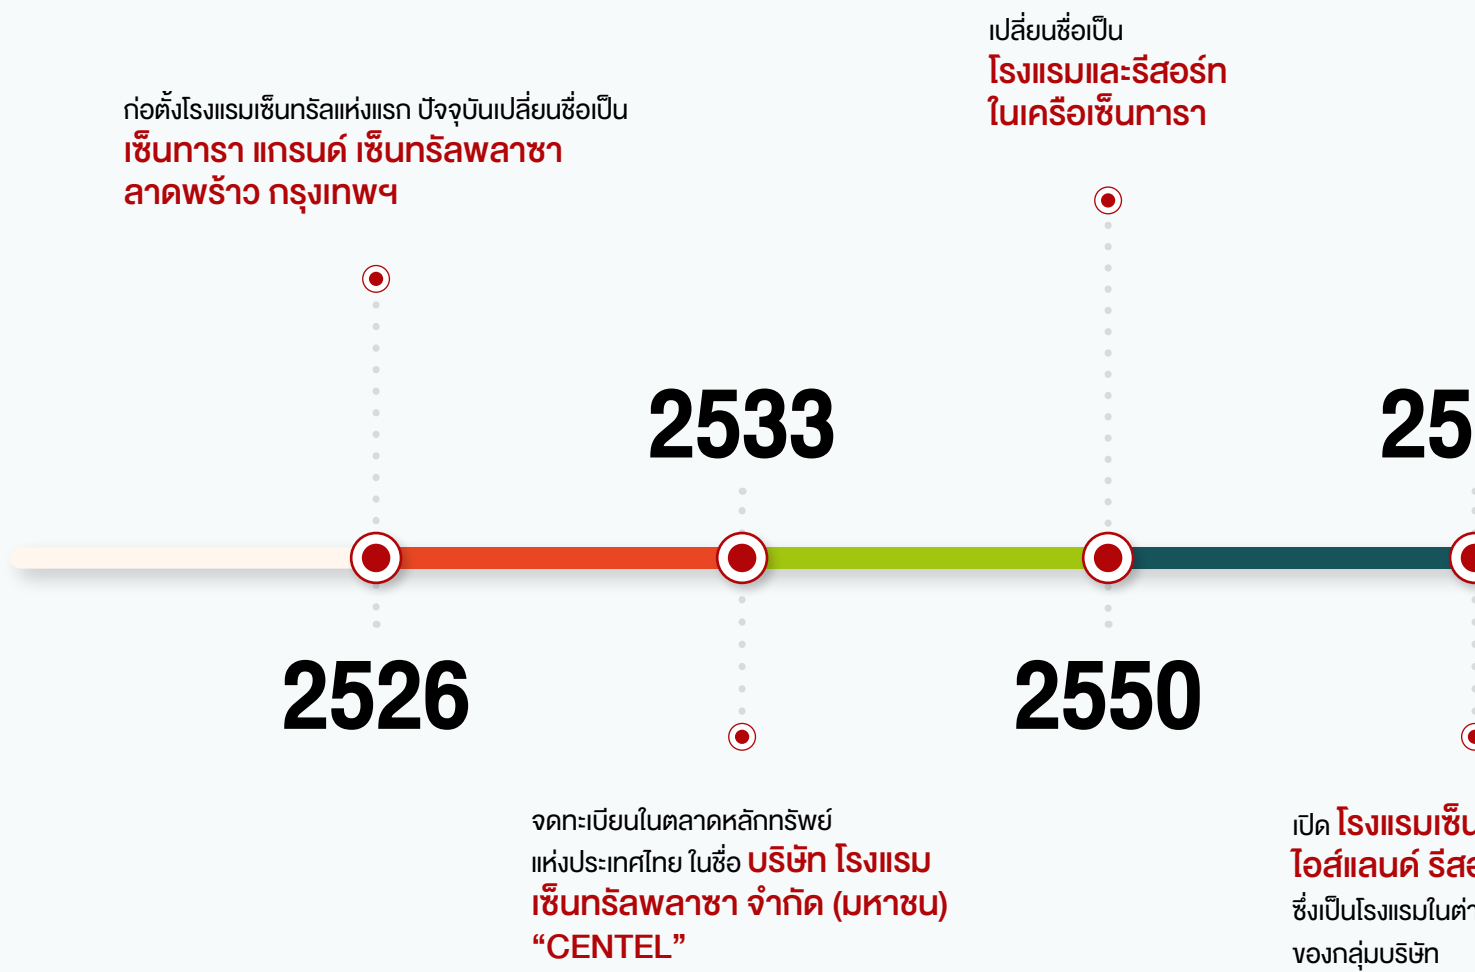 ก่อตั้งโรงแรมเซ็นทรัลแห่งแรก ปัจจุบันเปลี่ยนชื่อเป็น
เซ็นทารา แกรนด์ เซ็นทรัลพลาซา
ลาดพร้าว กรุงเทพฯ
2526
2533
จดทะเบียนในตลาดหลักทรัพย์
แห่งประเทศไทย ในชื่อ บริษัท โรงแรม
เซ็นทรัลพลาซา จำกัด (มหาชน)
“CENTEL”
เปลี่ยนชื่อเป็น
โรงแรมและรีสอร์ท
ในเครือเซ็นทารา
2550
25
เปิด
ไอส์แลนด์
ซึ่งเป็นโรงแรมในต่า
ของกลุ่มบริษัท